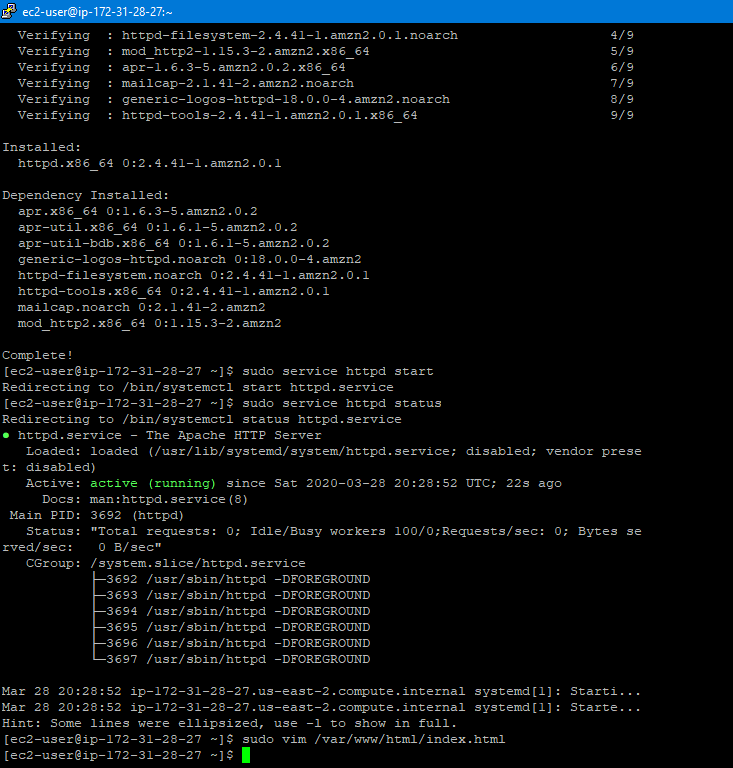 ec2-user@ip-172-31-28-27:~
Verifying : httpd-filesystem-2.4.41-1.amzn2.0.1.noarch 4/9
Verifying : mod_http2-1.15.3-2.amzn2.x86_64 5/9
Verifying : apr-1.6.3-5.amzn2.0.2.x86_64 6/9
Verifying : mailcap-2.1.41-2.amzn2.noarch 7/9
Verifying : generic-logos-httpd-18.0.0-4.amzn2.noarch 8/9
Verifying : httpd-tools-2.4.41-1.amzn2.0.1.x86_64 9/9
Installed:
httpd.x86_64 0:2.4.41-1.amzn2.0.1
Dependency Installed:
apr.x86_64 0:1.6.3-5.amzn2.0.2
apr-util.x86_64 0:1.6.1-5.amzn2.0.2
apr-util-bdb.x86_64 0:1.6.1-5.amzn2.0.2
generic-logos-httpd.noarch 0:18.0.0-4.amzn2
httpd-filesystem.noarch 0:2.4.41-1.amzn2.0.1
httpd-tools.x86_64 0:2.4.41-1.amzn2.0.1
mailcap.noarch 0:2.1.41-2.amzn2
mod_http2.x86_64 0:1.15.3-2.amzn2
Complete!
[ec2-user@ip-172-31-28-27 ~]$ sudo service httpd start
Redirecting to /bin/systemctl start httpd.service
[ec2-user@ip-172-31-28-27 ~]$ sudo service httpd status
Redirecting to /bin/systemctl status httpd.service
● httpd.service - The Apache HTTP Server
Loaded: loaded (/usr/lib/systemd/system/httpd.service; disabled; vendor prese
t: disabled)
Active: active (running) since Sat 2020-03-28 20:28:52 UTC; 22s ago
Docs: man:httpd.service(8)
Main PID: 3692 (httpd)
Status: "Total requests: 0; Idle/Busy workers 100/0;Requests/sec: 0; Bytes se
rved/sec: 0 B/sec"
CGroup: /system.slice/httpd.service
├─3692 /usr/sbin/httpd -DFOREGROUND
├─3693 /usr/sbin/httpd -DFOREGROUND
├─3694 /usr/sbin/httpd -DFOREGROUND
├─3695 /usr/sbin/httpd -DFOREGROUND
├─3696 /usr/sbin/httpd -DFOREGROUND
└─3697 /usr/sbin/httpd -DFOREGROUND
Mar 28 20:28:52 ip-172-31-28-27.us-east-2.compute.internal systemd[1]: Starti...
Mar 28 20:28:52 ip-172-31-28-27.us-east-2.compute.internal systemd[1]: Starte...
Hint: Some lines were ellipsized, use -l to show in full.
[ec2-user@ip-172-31-28-27 ~]$ sudo vim /var/www/html/index.html
[ec2-user@ip-172-31-28-27 ~]$